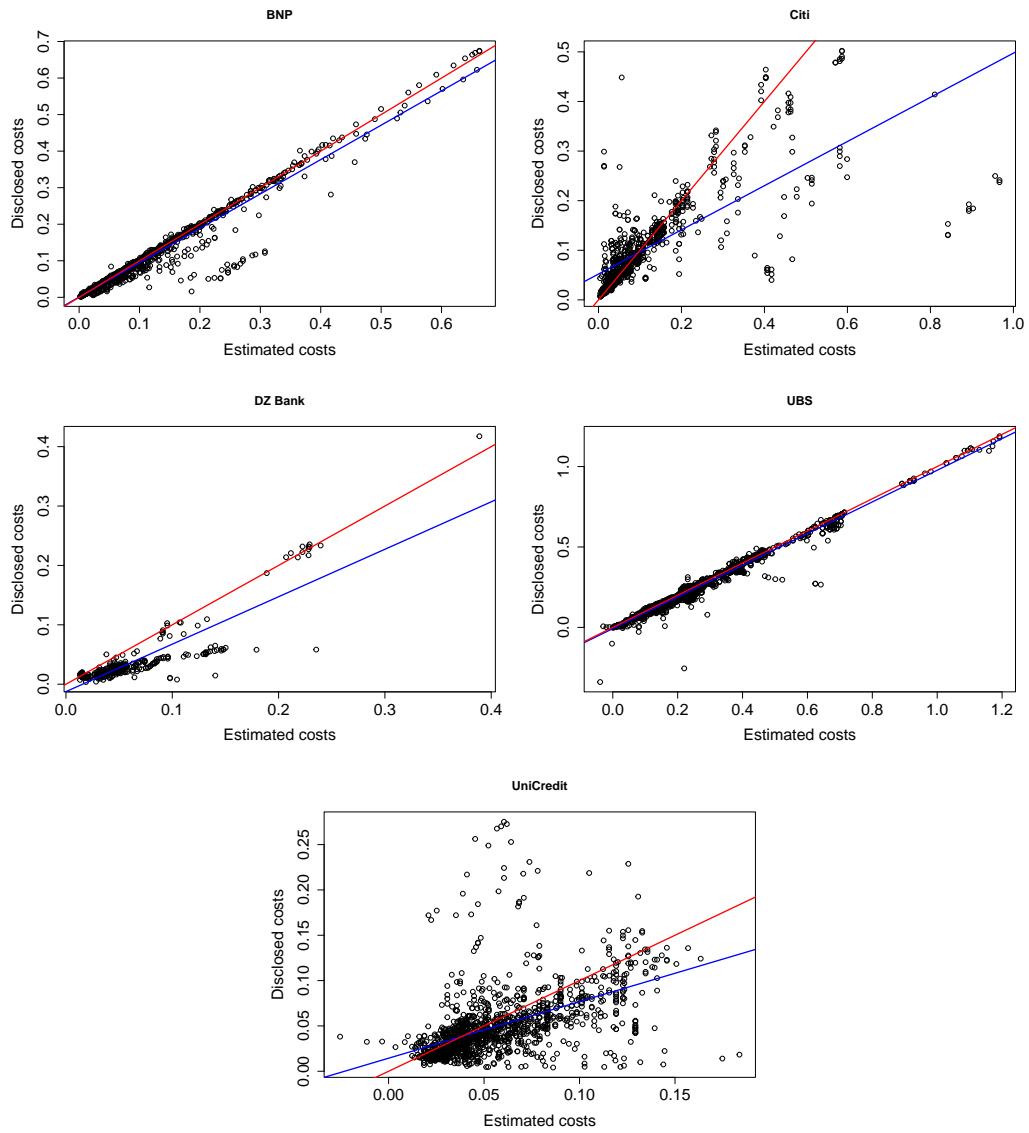 BNP
Disclosed costs
0.0 0.1 0.2 0.3 0.4 0.5 0.6 0.7
0.0 0.1 0.2 0.3 0.4 0.5 0.6
Estimated costs
Citi
Disclosed costs
0.0 0.1 0.2 0.3 0.4 0.5
0.0 0.2 0.4 0.6 0.8 1.0
Estimated costs
DZ Bank
Disclosed costs
0.0 0.1 0.2 0.3 0.4
0.0 0.1 0.2 0.3 0.4
Estimated costs
UBS
Disclosed costs
0.0 0.5 1.0
0.0 0.2 0.4 0.6 0.8 1.0 1.2
Estimated costs
UniCredit
Disclosed costs
0.00 0.05 0.10 0.15 0.20 0.25
0.00 0.05 0.10 0.15
Estimated costs